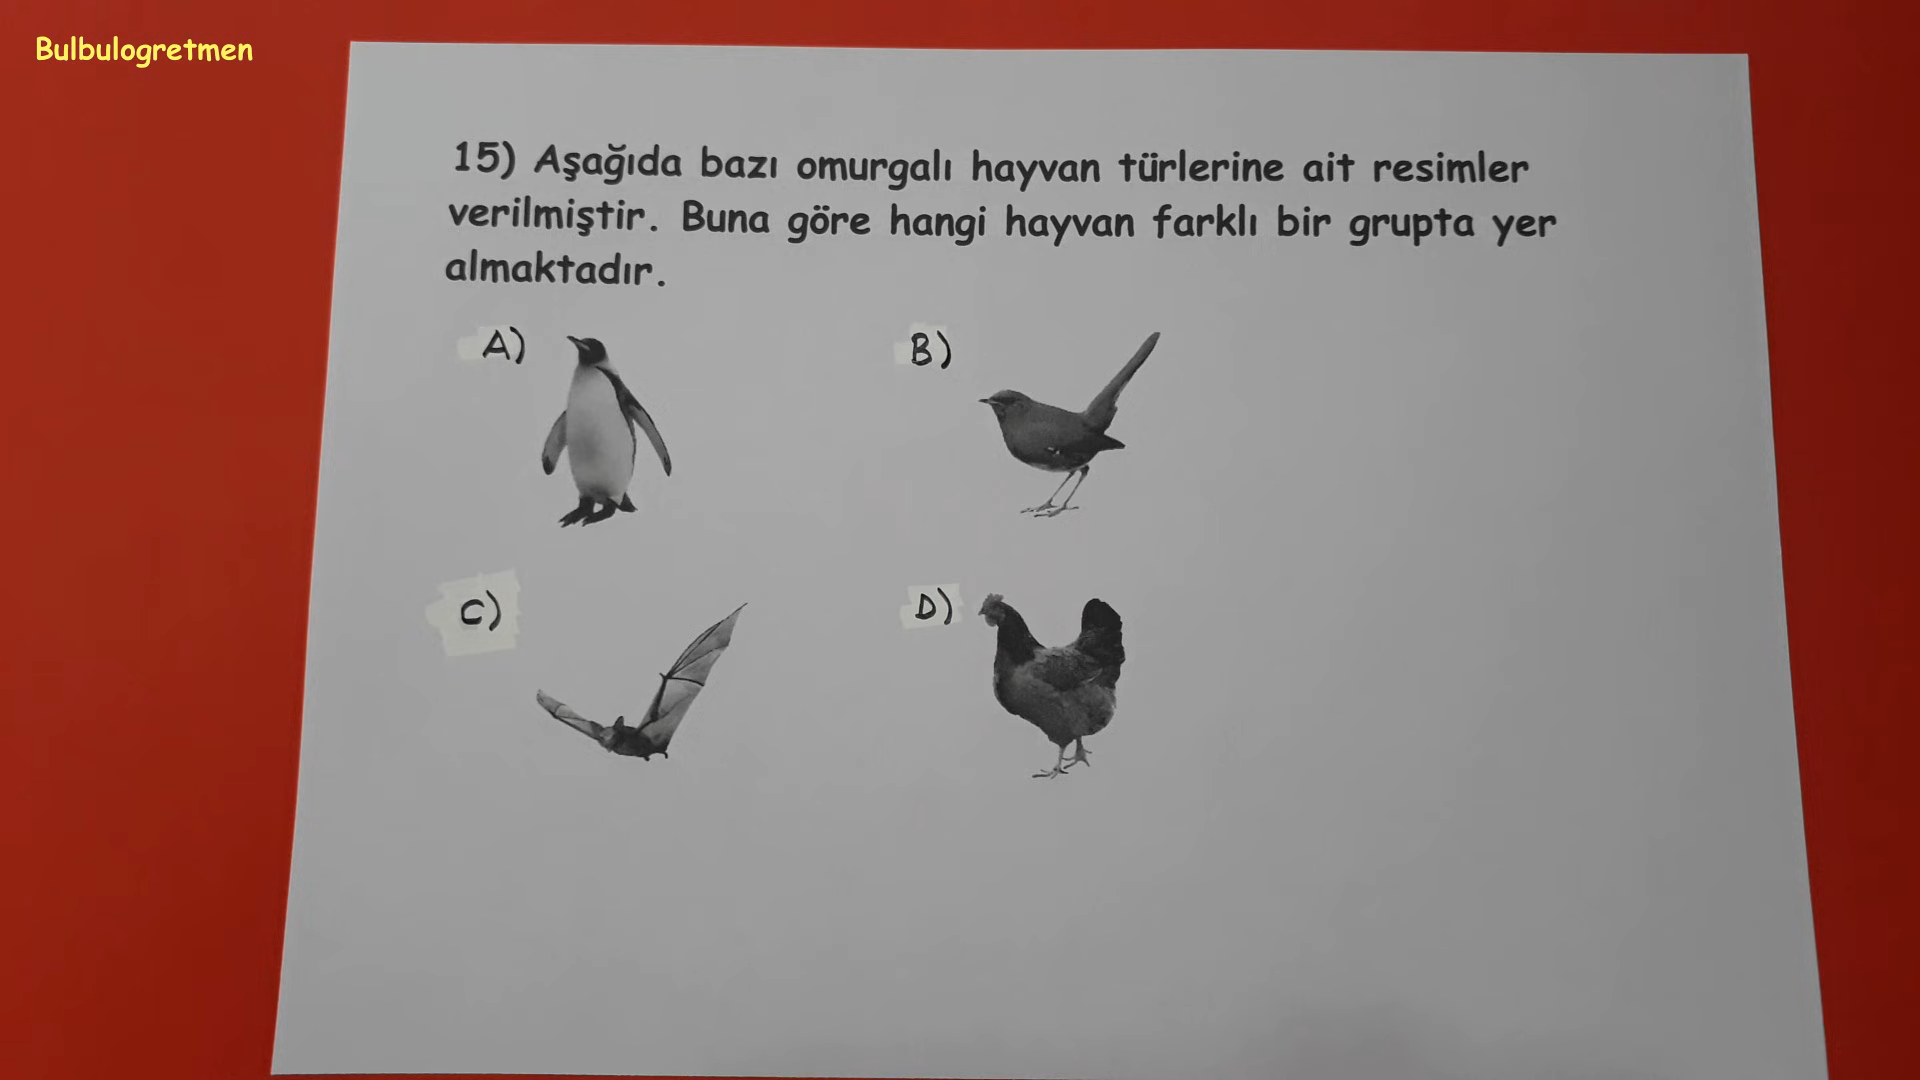 Bulbulogretmen
15) Aşağıda bazı omurgalı hayvan türlerine ait resimler
verilmiştir. Buna göre hangi hayvan farklı bir grupta yer
almaktadır.
A)
B)
C)
D)